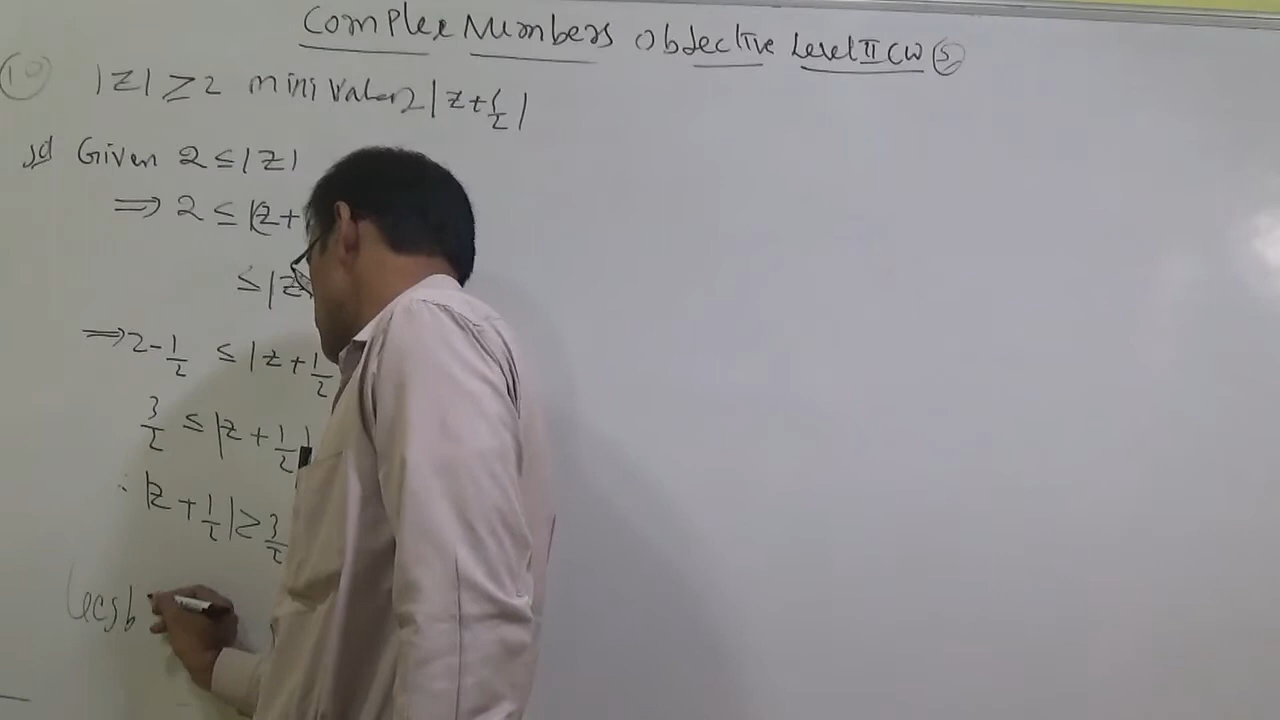 Complex Numbers Objective Level II CW (5)
(10) |z| ≥ 2 mini value |z + 1/2|
Sol Given 2 ≤ |z|
⟹ 2 ≤ |z +
≤ |z
⟹ 2 - 1/2 ≤ |z + 1/2
3/2 ≤ |z + 1/2|
∴ |z + 1/2| ≥ 3/2